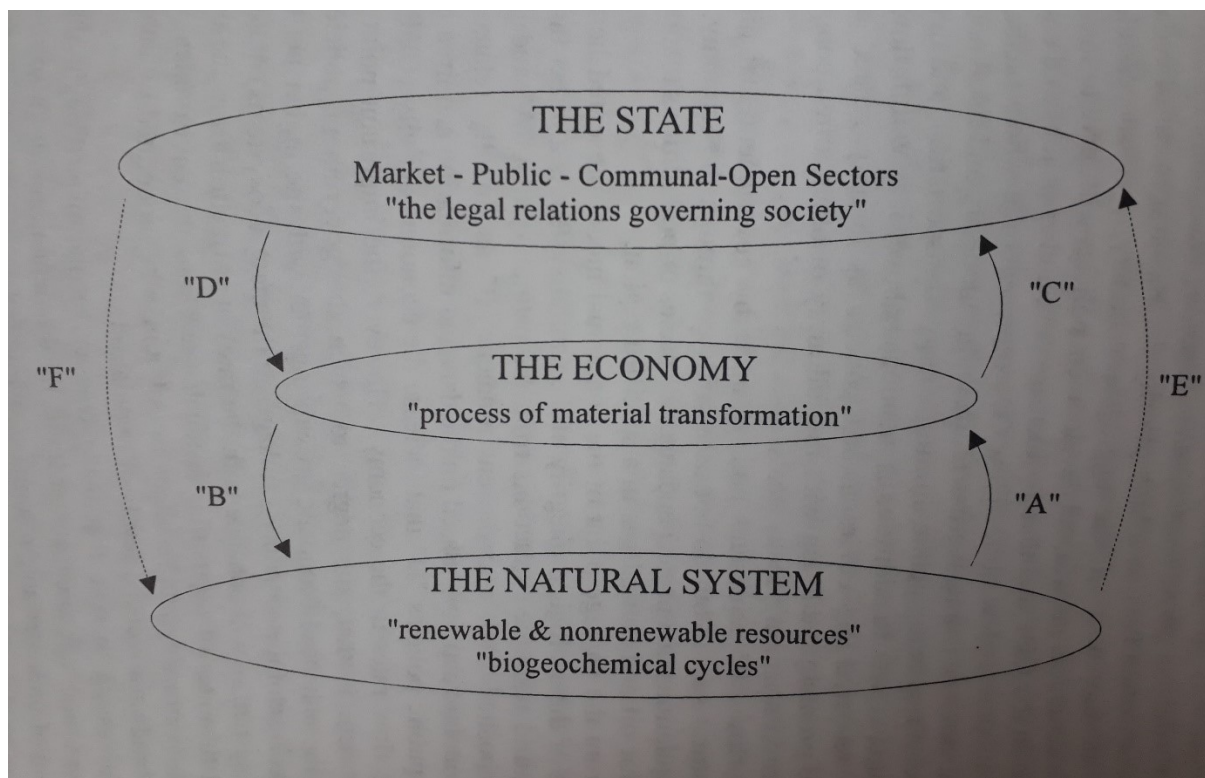 THE STATE
Market - Public - Communal-Open Sectors
"the legal relations governing society"
"D"
"C"
"F"
THE ECONOMY
"E"
"process of material transformation"
"B"
"A"
THE NATURAL SYSTEM
"renewable & nonrenewable resources"
"biogeochemical cycles"